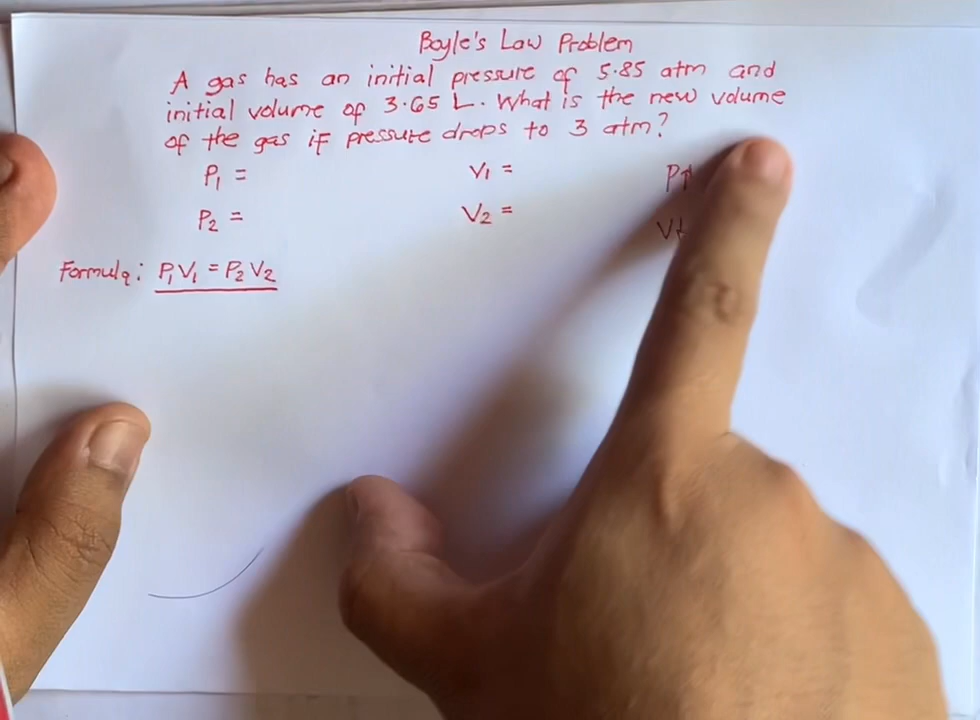 Boyle's Law Problem
A gas has an initial pressure of 5.85 atm and
initial volume of 3.65 L. What is the new volume
of the gas if pressure drops to 3 atm?
P₁ = V₁ = P↑
P₂ = V₂ = V↓
Formula: P₁V₁ = P₂V₂